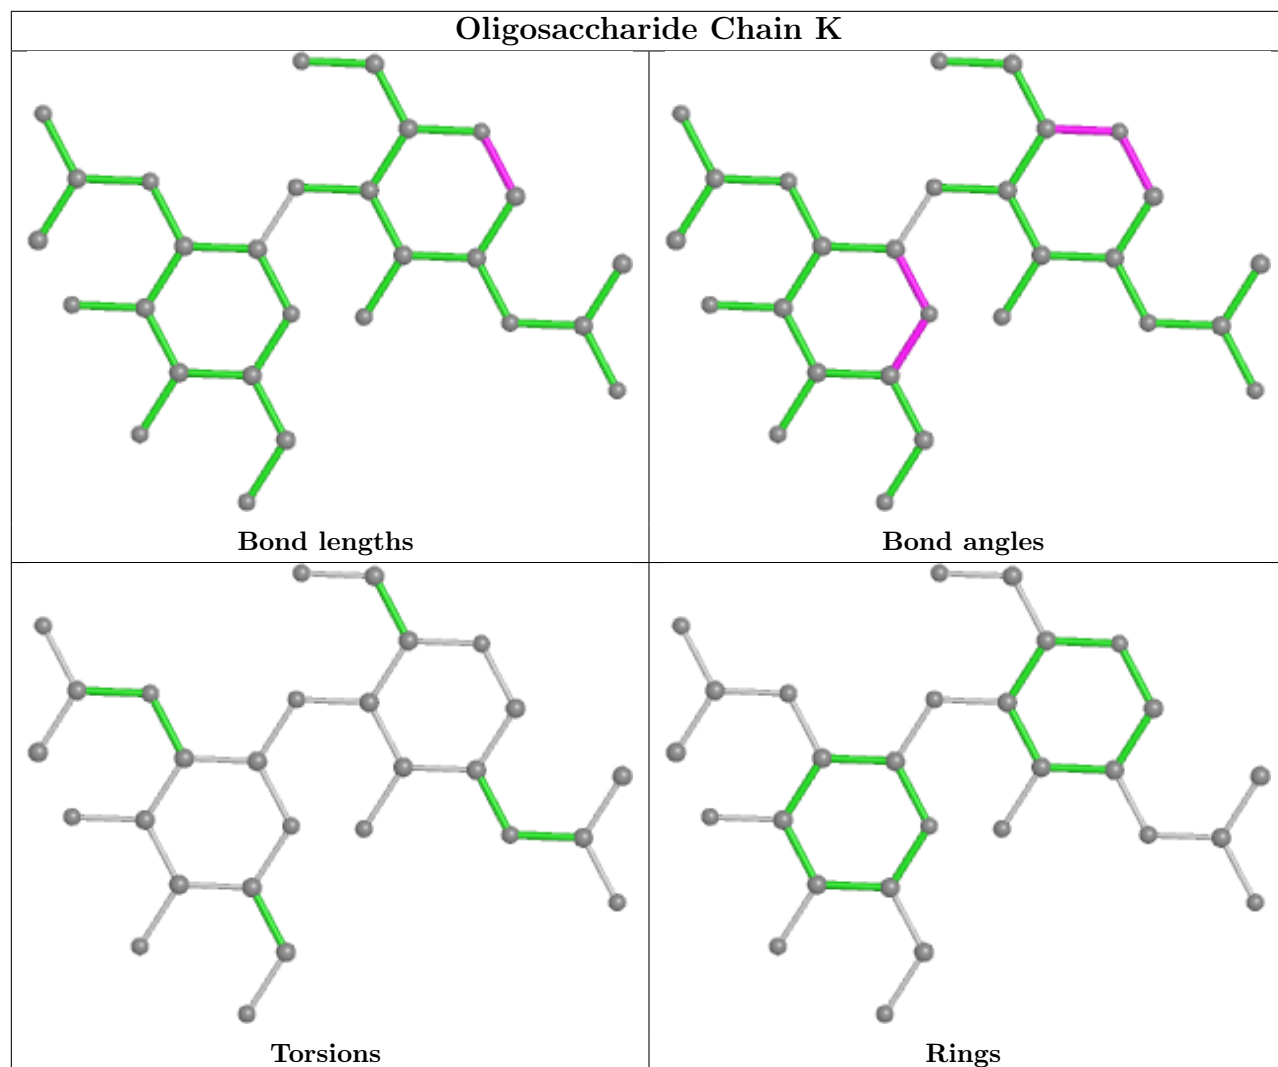 Oligosaccharide Chain K
Bond lengths
Bond angles
Torsions
Rings